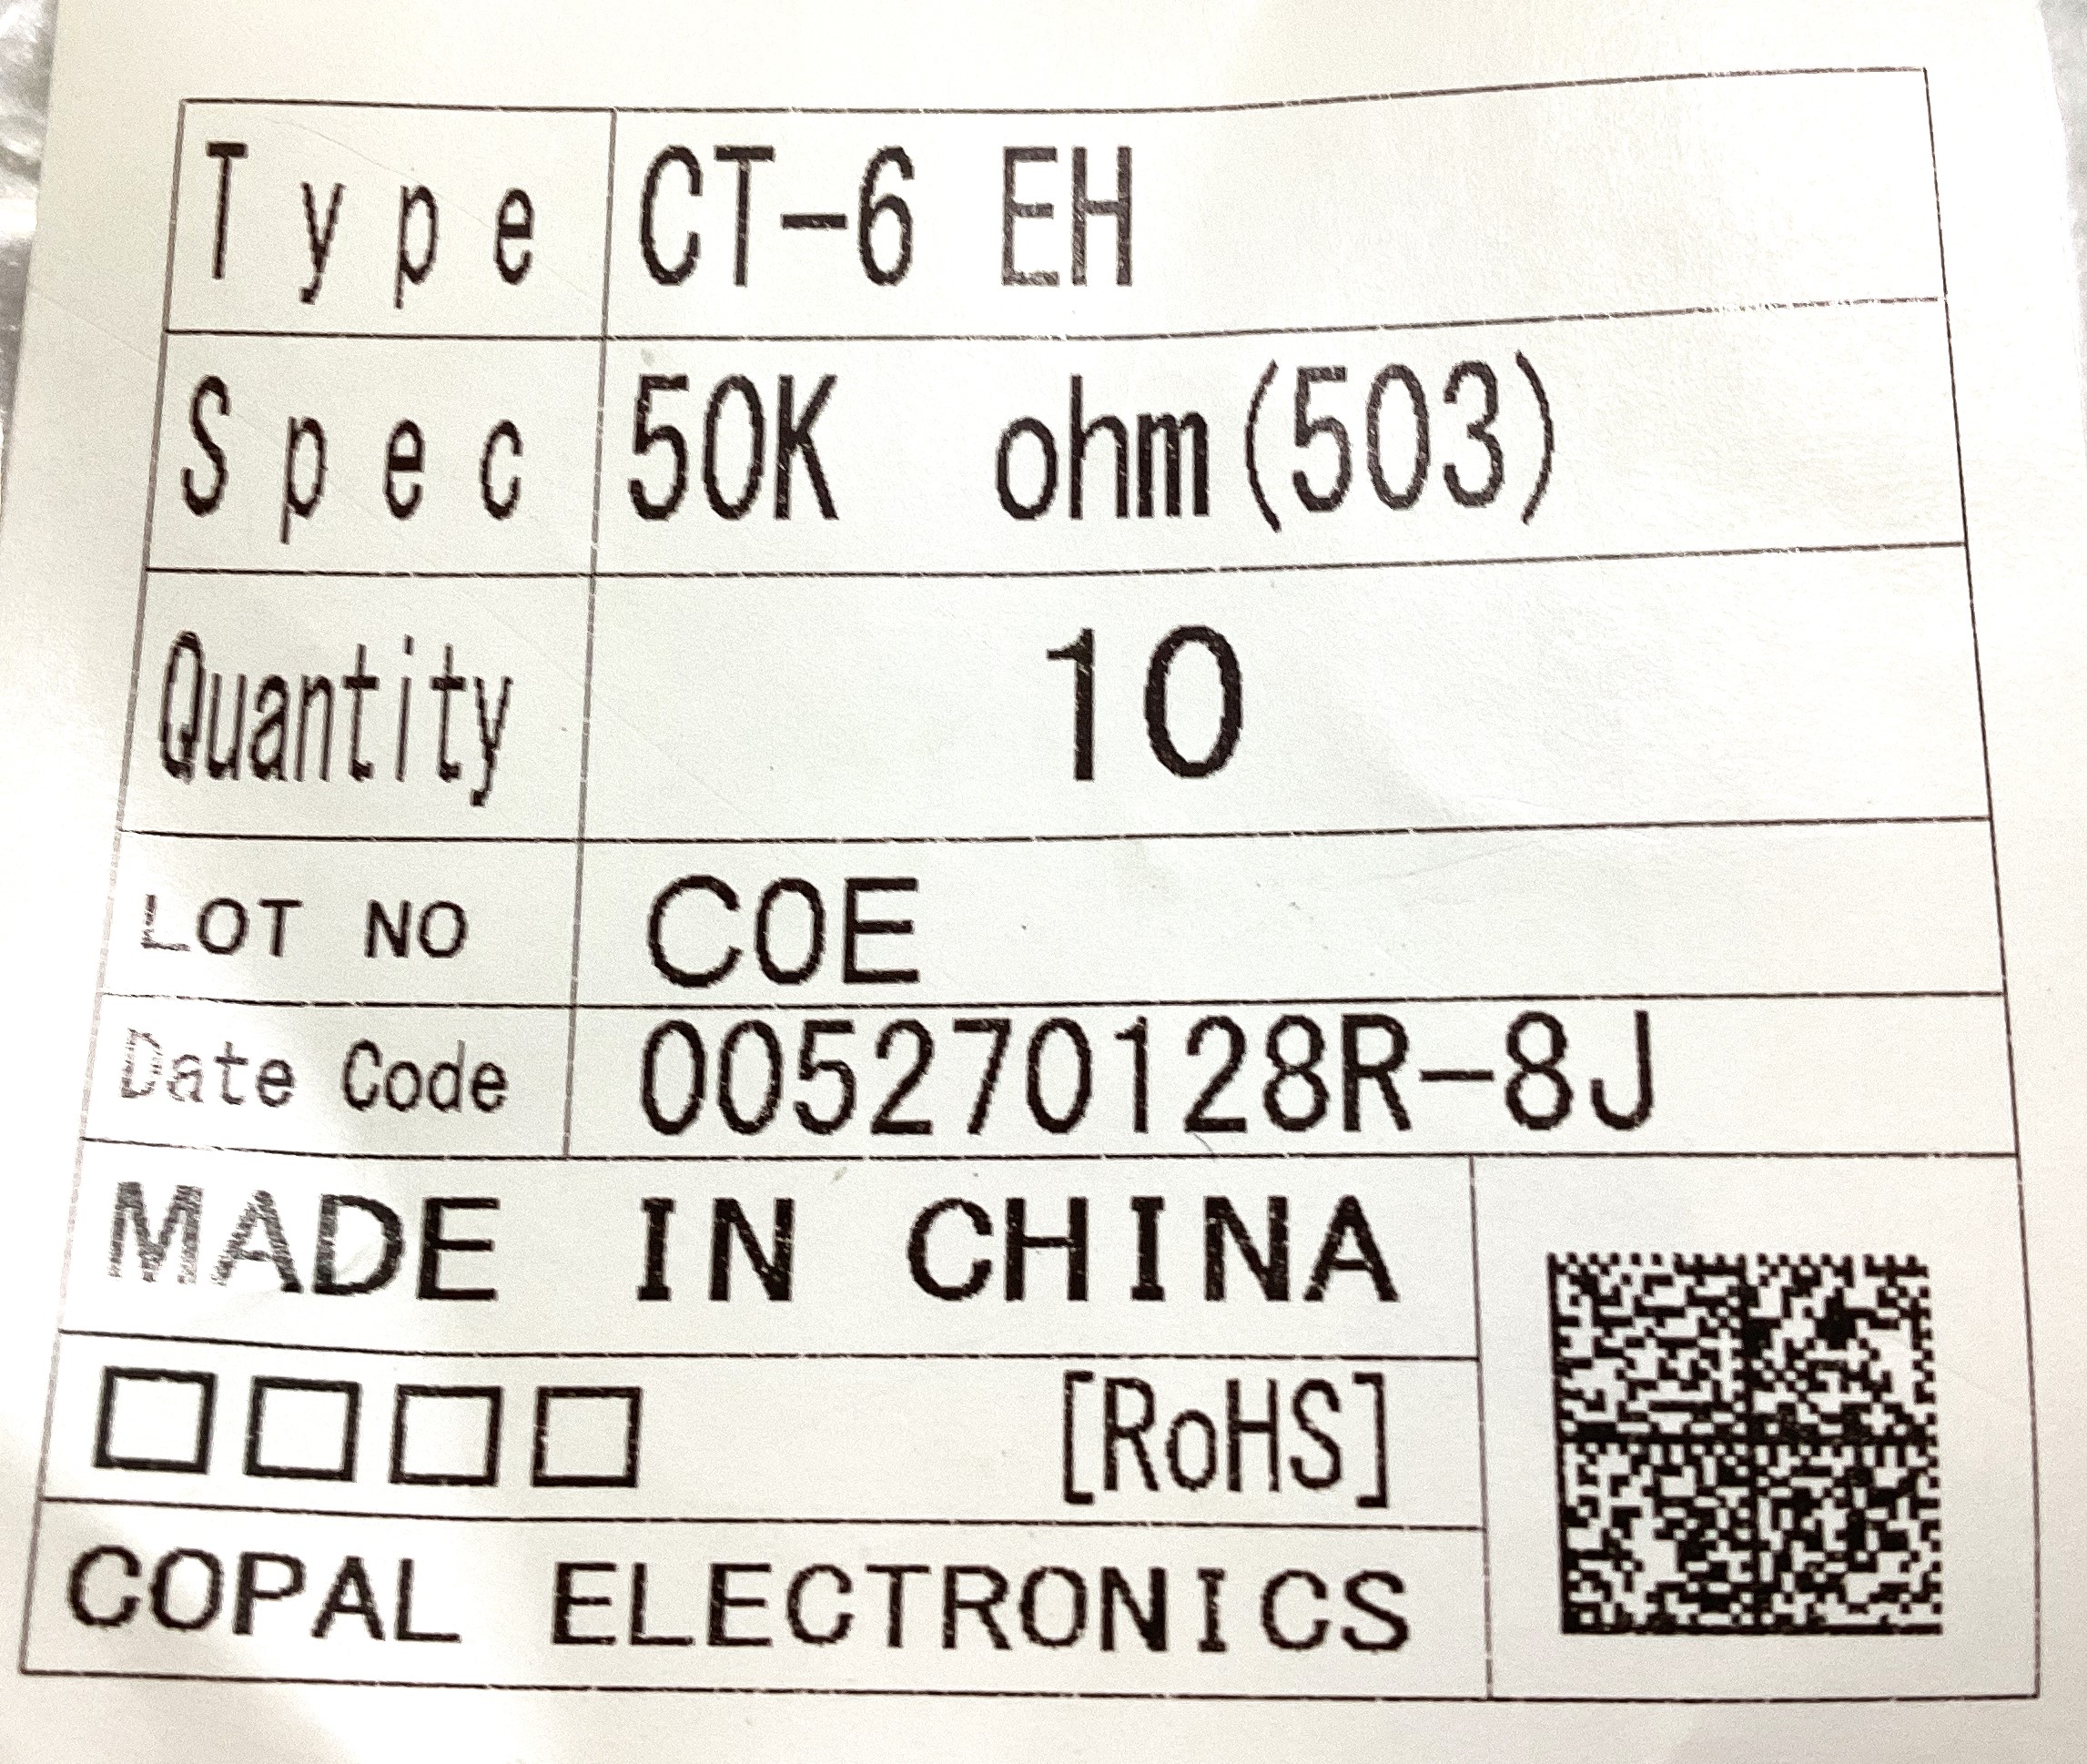 Type CT-6 EH
Spec 50K ohm(503)
Quantity 10
LOT NO COE
Date Code 005270128R-8J
MADE IN CHINA
□□□□ [RoHS]
COPAL ELECTRONICS